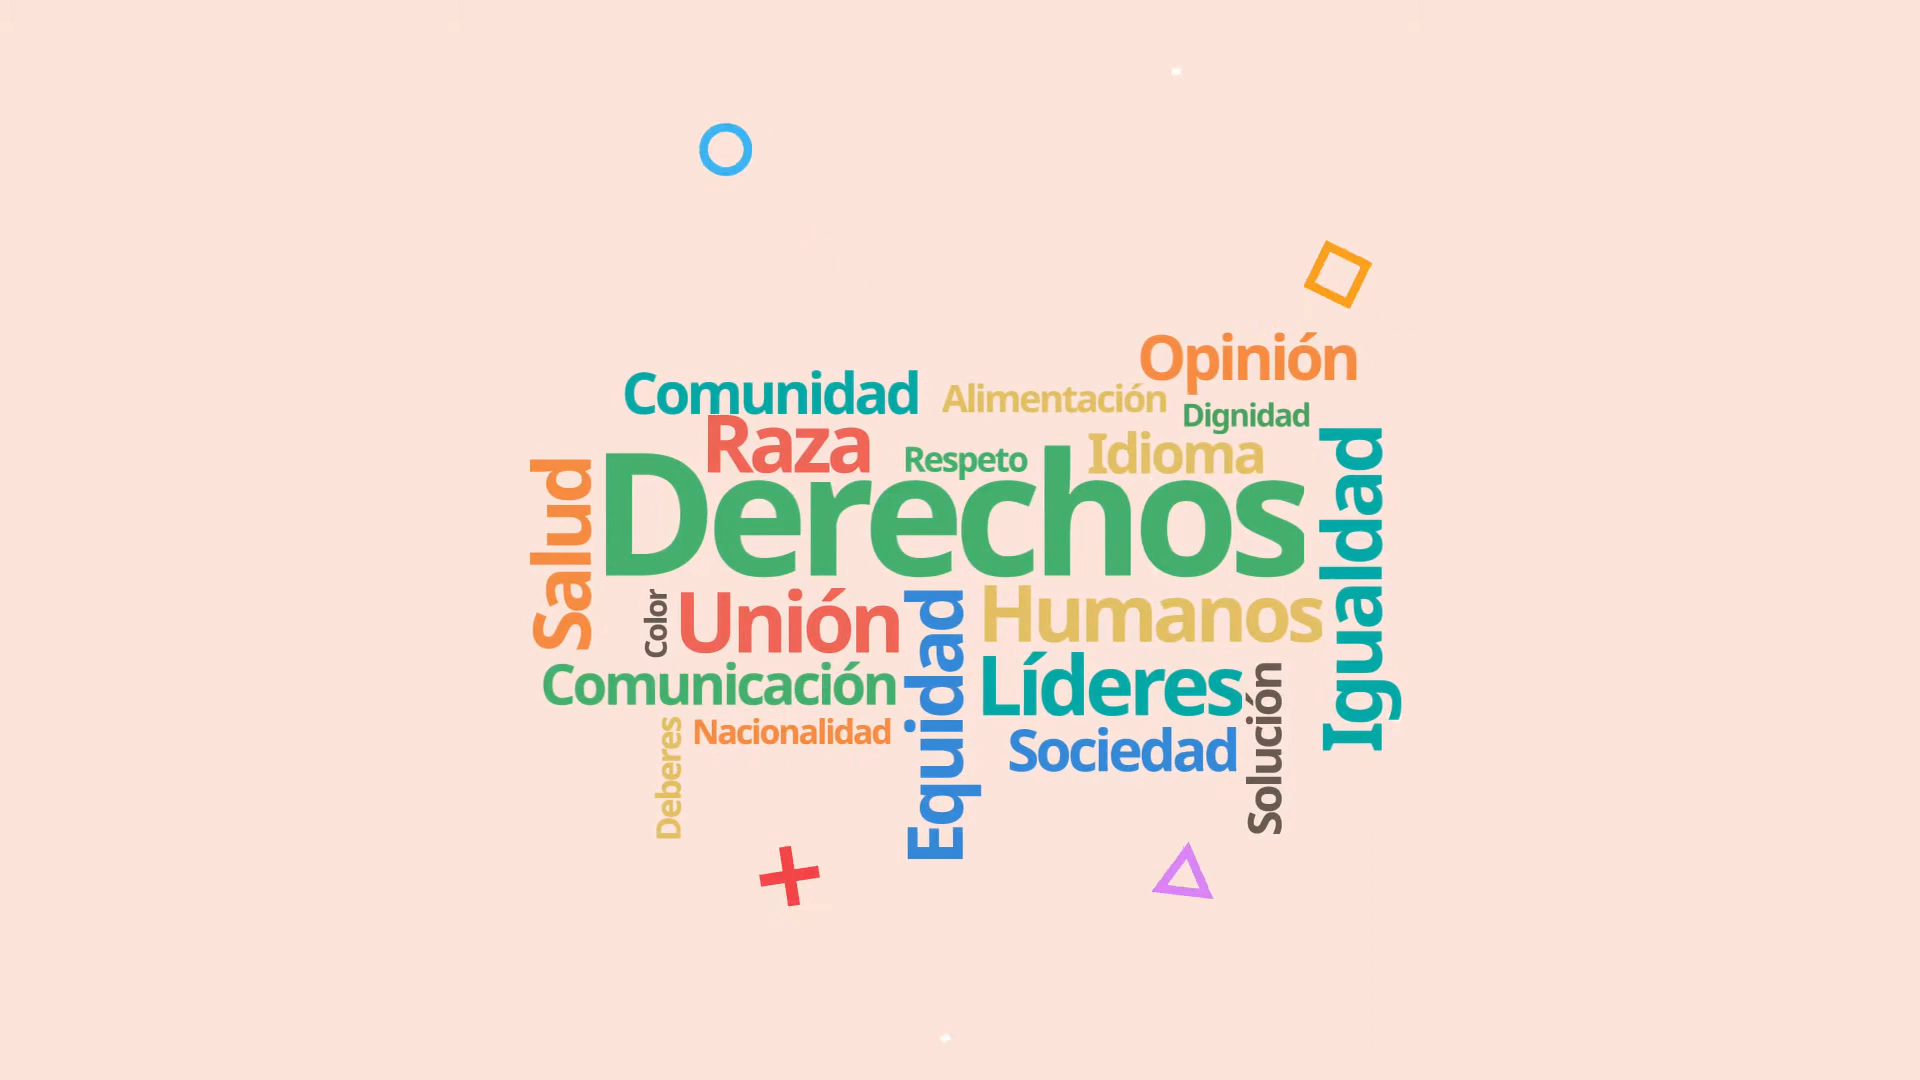 Opinión
Comunidad
Alimentación
Dignidad
Raza
Respeto
Idioma
Igualdad
Salud
Derechos
Color
Unión
Equidad
Humanos
Comunicación
Líderes
Solución
Deberes
Nacionalidad
Sociedad